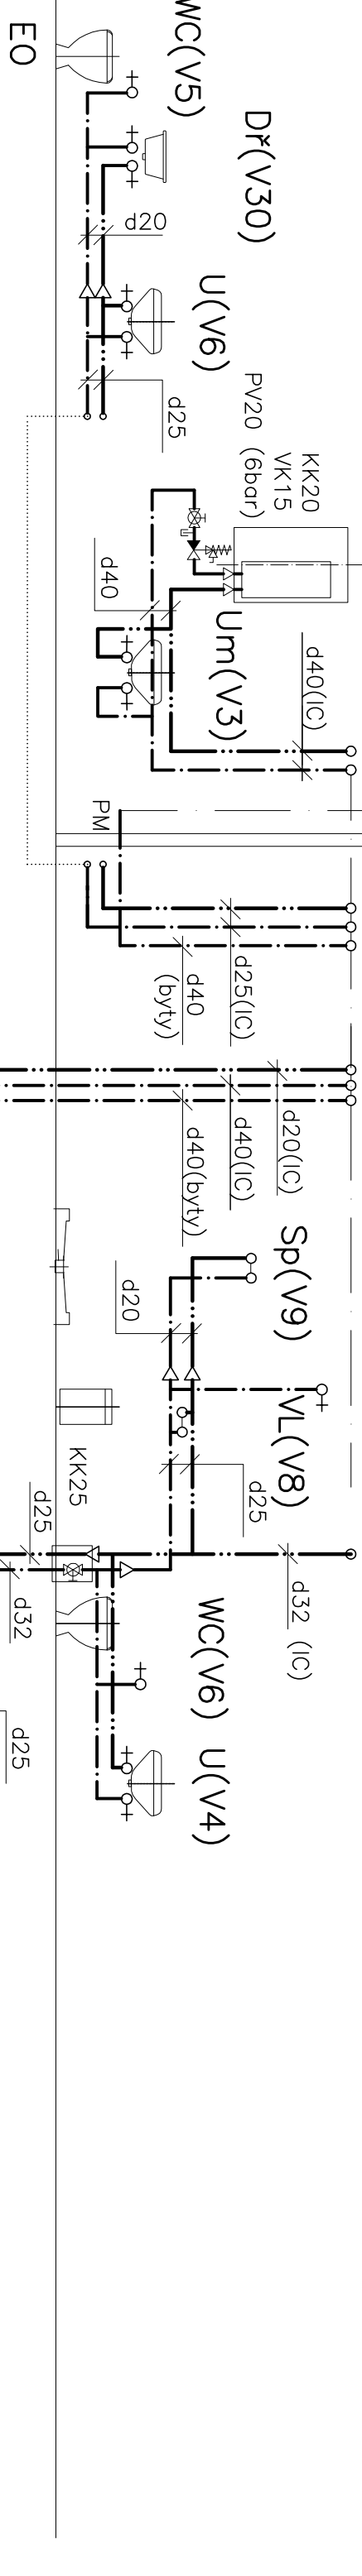 EO
WC(V5)
Dř(V30)
d20
U(V6)
d25
PV20
(6bar)
VK15
KK20
d40
Um(V3)
d40(IC)
PM
d40
(byty)
d25(IC)
d40(byty)
d40(IC)
d20(IC)
Sp(V9)
d20
VL(V8)
d25
KK25
d25
d32
d32 (IC)
WC(V6)
U(V4)
d25